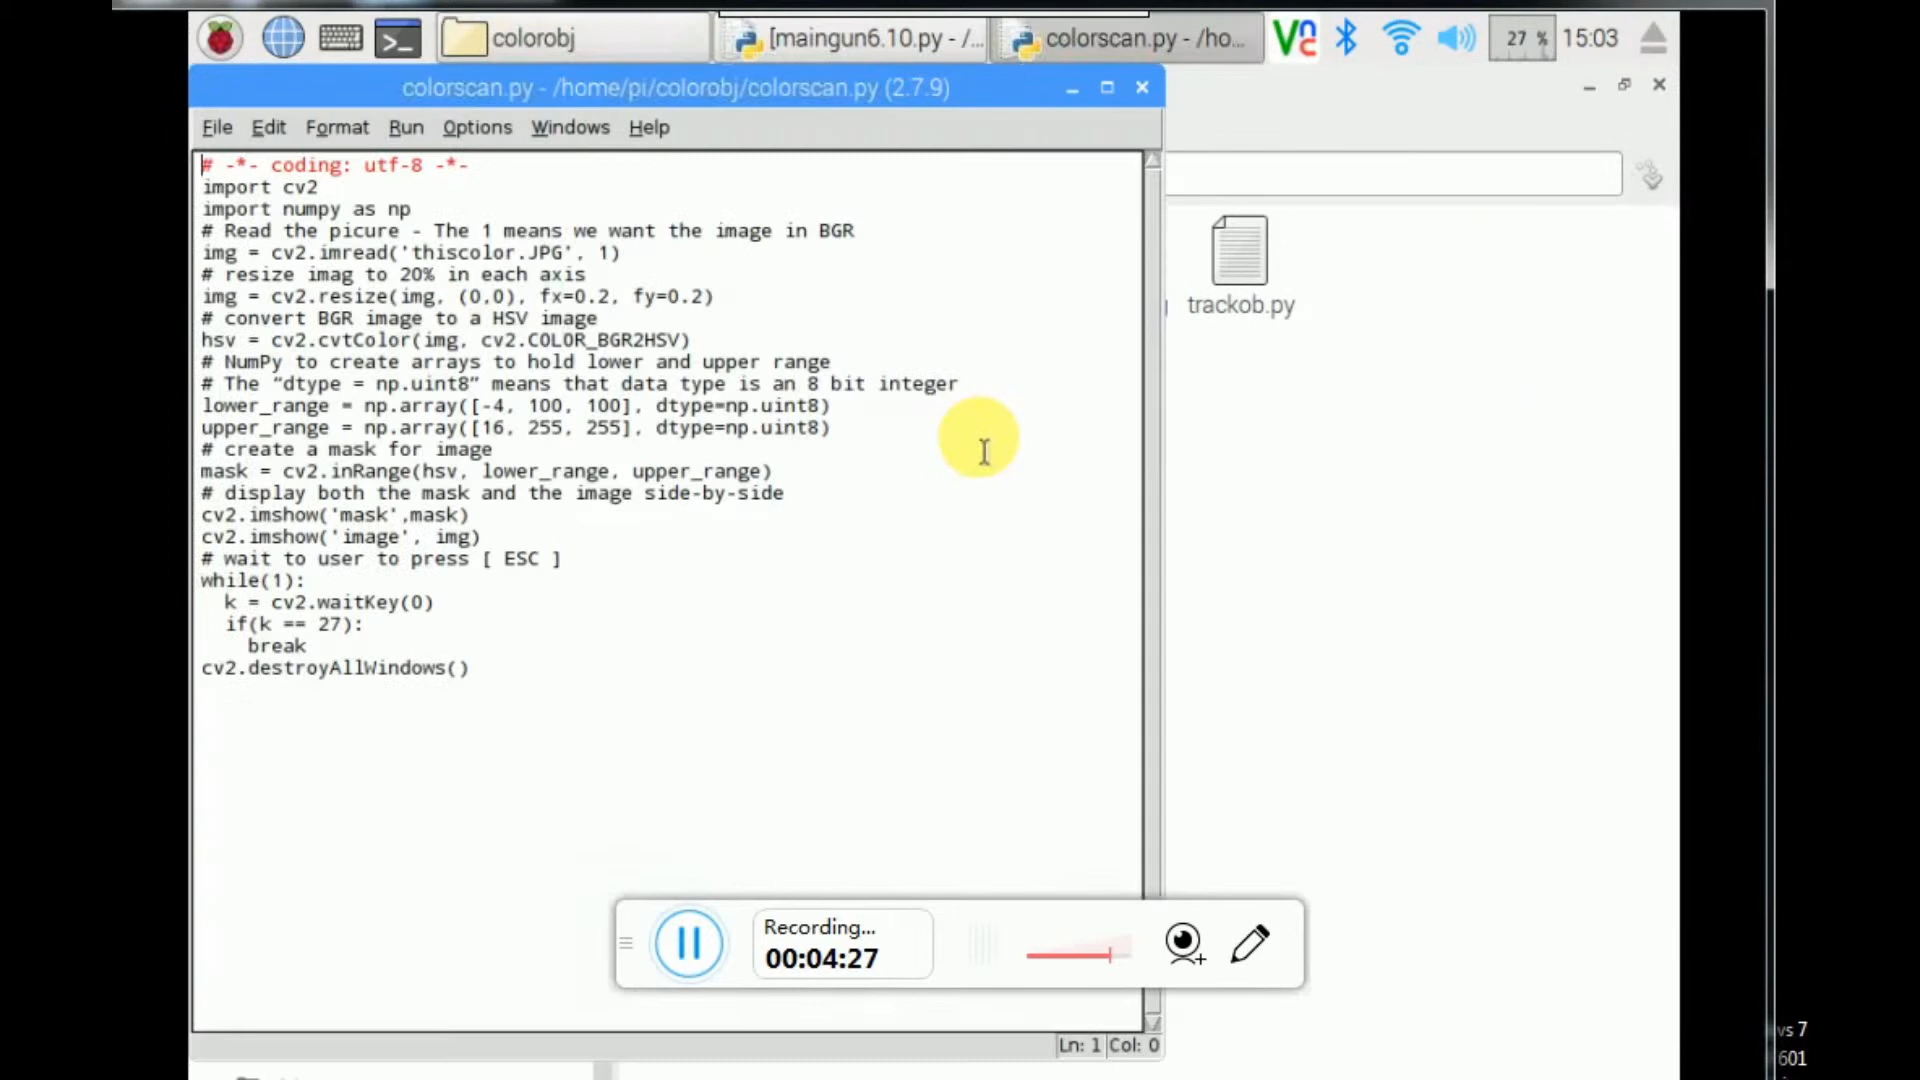 colorobj
[maingun6.10.py - /...
colorscan.py - /ho...
27 %
15:03
colorscan.py - /home/pi/colorobj/colorscan.py (2.7.9)
File Edit Format Run Options Windows Help
# -*- coding: utf-8 -*-
import cv2
import numpy as np
# Read the picure - The 1 means we want the image in BGR
img = cv2.imread('thiscolor.JPG', 1)
# resize imag to 20% in each axis
img = cv2.resize(img, (0,0), fx=0.2, fy=0.2)
# convert BGR image to a HSV image
hsv = cv2.cvtColor(img, cv2.COLOR_BGR2HSV)
# NumPy to create arrays to hold lower and upper range
# The “dtype = np.uint8” means that data type is an 8 bit integer
lower_range = np.array([-4, 100, 100], dtype=np.uint8)
upper_range = np.array([16, 255, 255], dtype=np.uint8)
# create a mask for image
mask = cv2.inRange(hsv, lower_range, upper_range)
# display both the mask and the image side-by-side
cv2.imshow('mask',mask)
cv2.imshow('image', img)
# wait to user to press [ ESC ]
while(1):
  k = cv2.waitKey(0)
  if(k == 27):
    break
cv2.destroyAllWindows()
trackob.py
Recording...
00:04:27
Ln: 1 Col: 0
vs 7
601